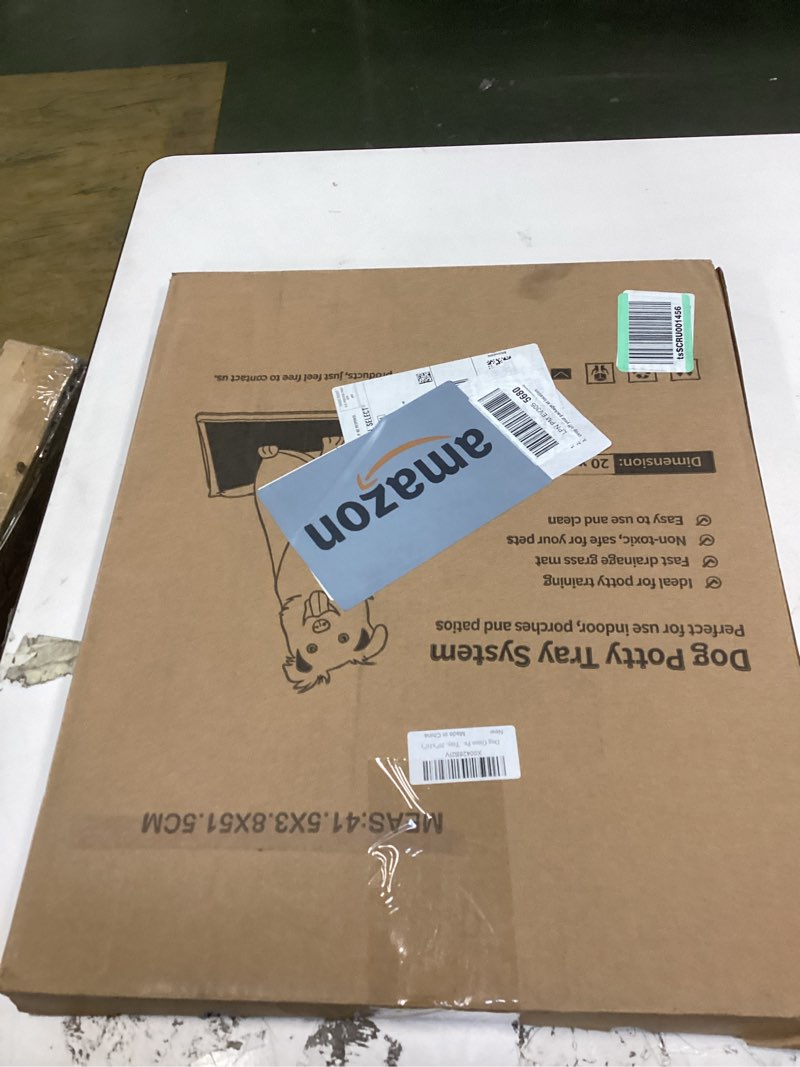 MEAS:41.5X3.8X51.5CM
New
Made in China
Dog Potty Tray System
Perfect for use indoor, porches and patios
Ideal for potty training
Fast drainage grass mat
Non-toxic, safe for your pets
Easy to use and clean
Dimension: 20
amazon
5680
SELECT
products, just feel free to contact us.
tsSCRU001456